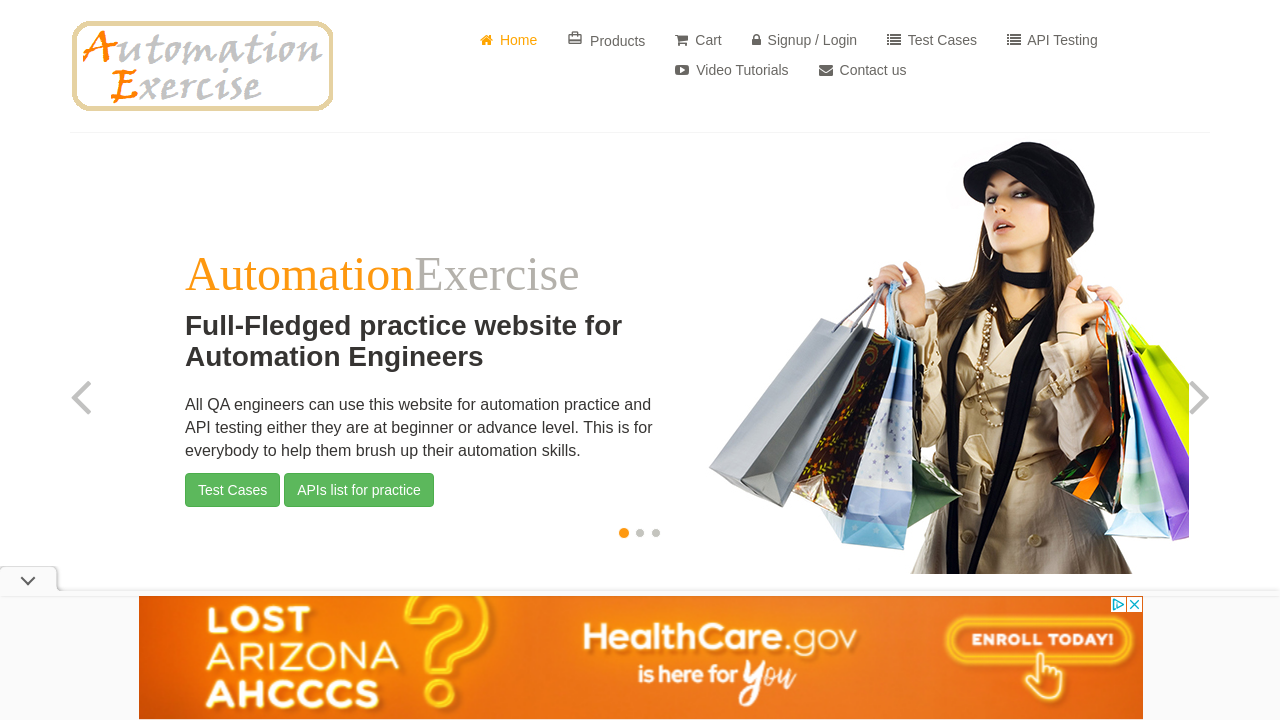 Automation
Exercise
Home
Products
Cart
Signup / Login
Test Cases
API Testing
Video Tutorials
Contact us
AutomationExercise
Full-Fledged practice website for
Automation Engineers
All QA engineers can use this website for automation practice and
API testing either they are at beginner or advance level. This is for
everybody to help them brush up their automation skills.
Test Cases
APIs list for practice
LOST
ARIZONA
AHCCCS
?
HealthCare.gov
is here for You
ENROLL TODAY!